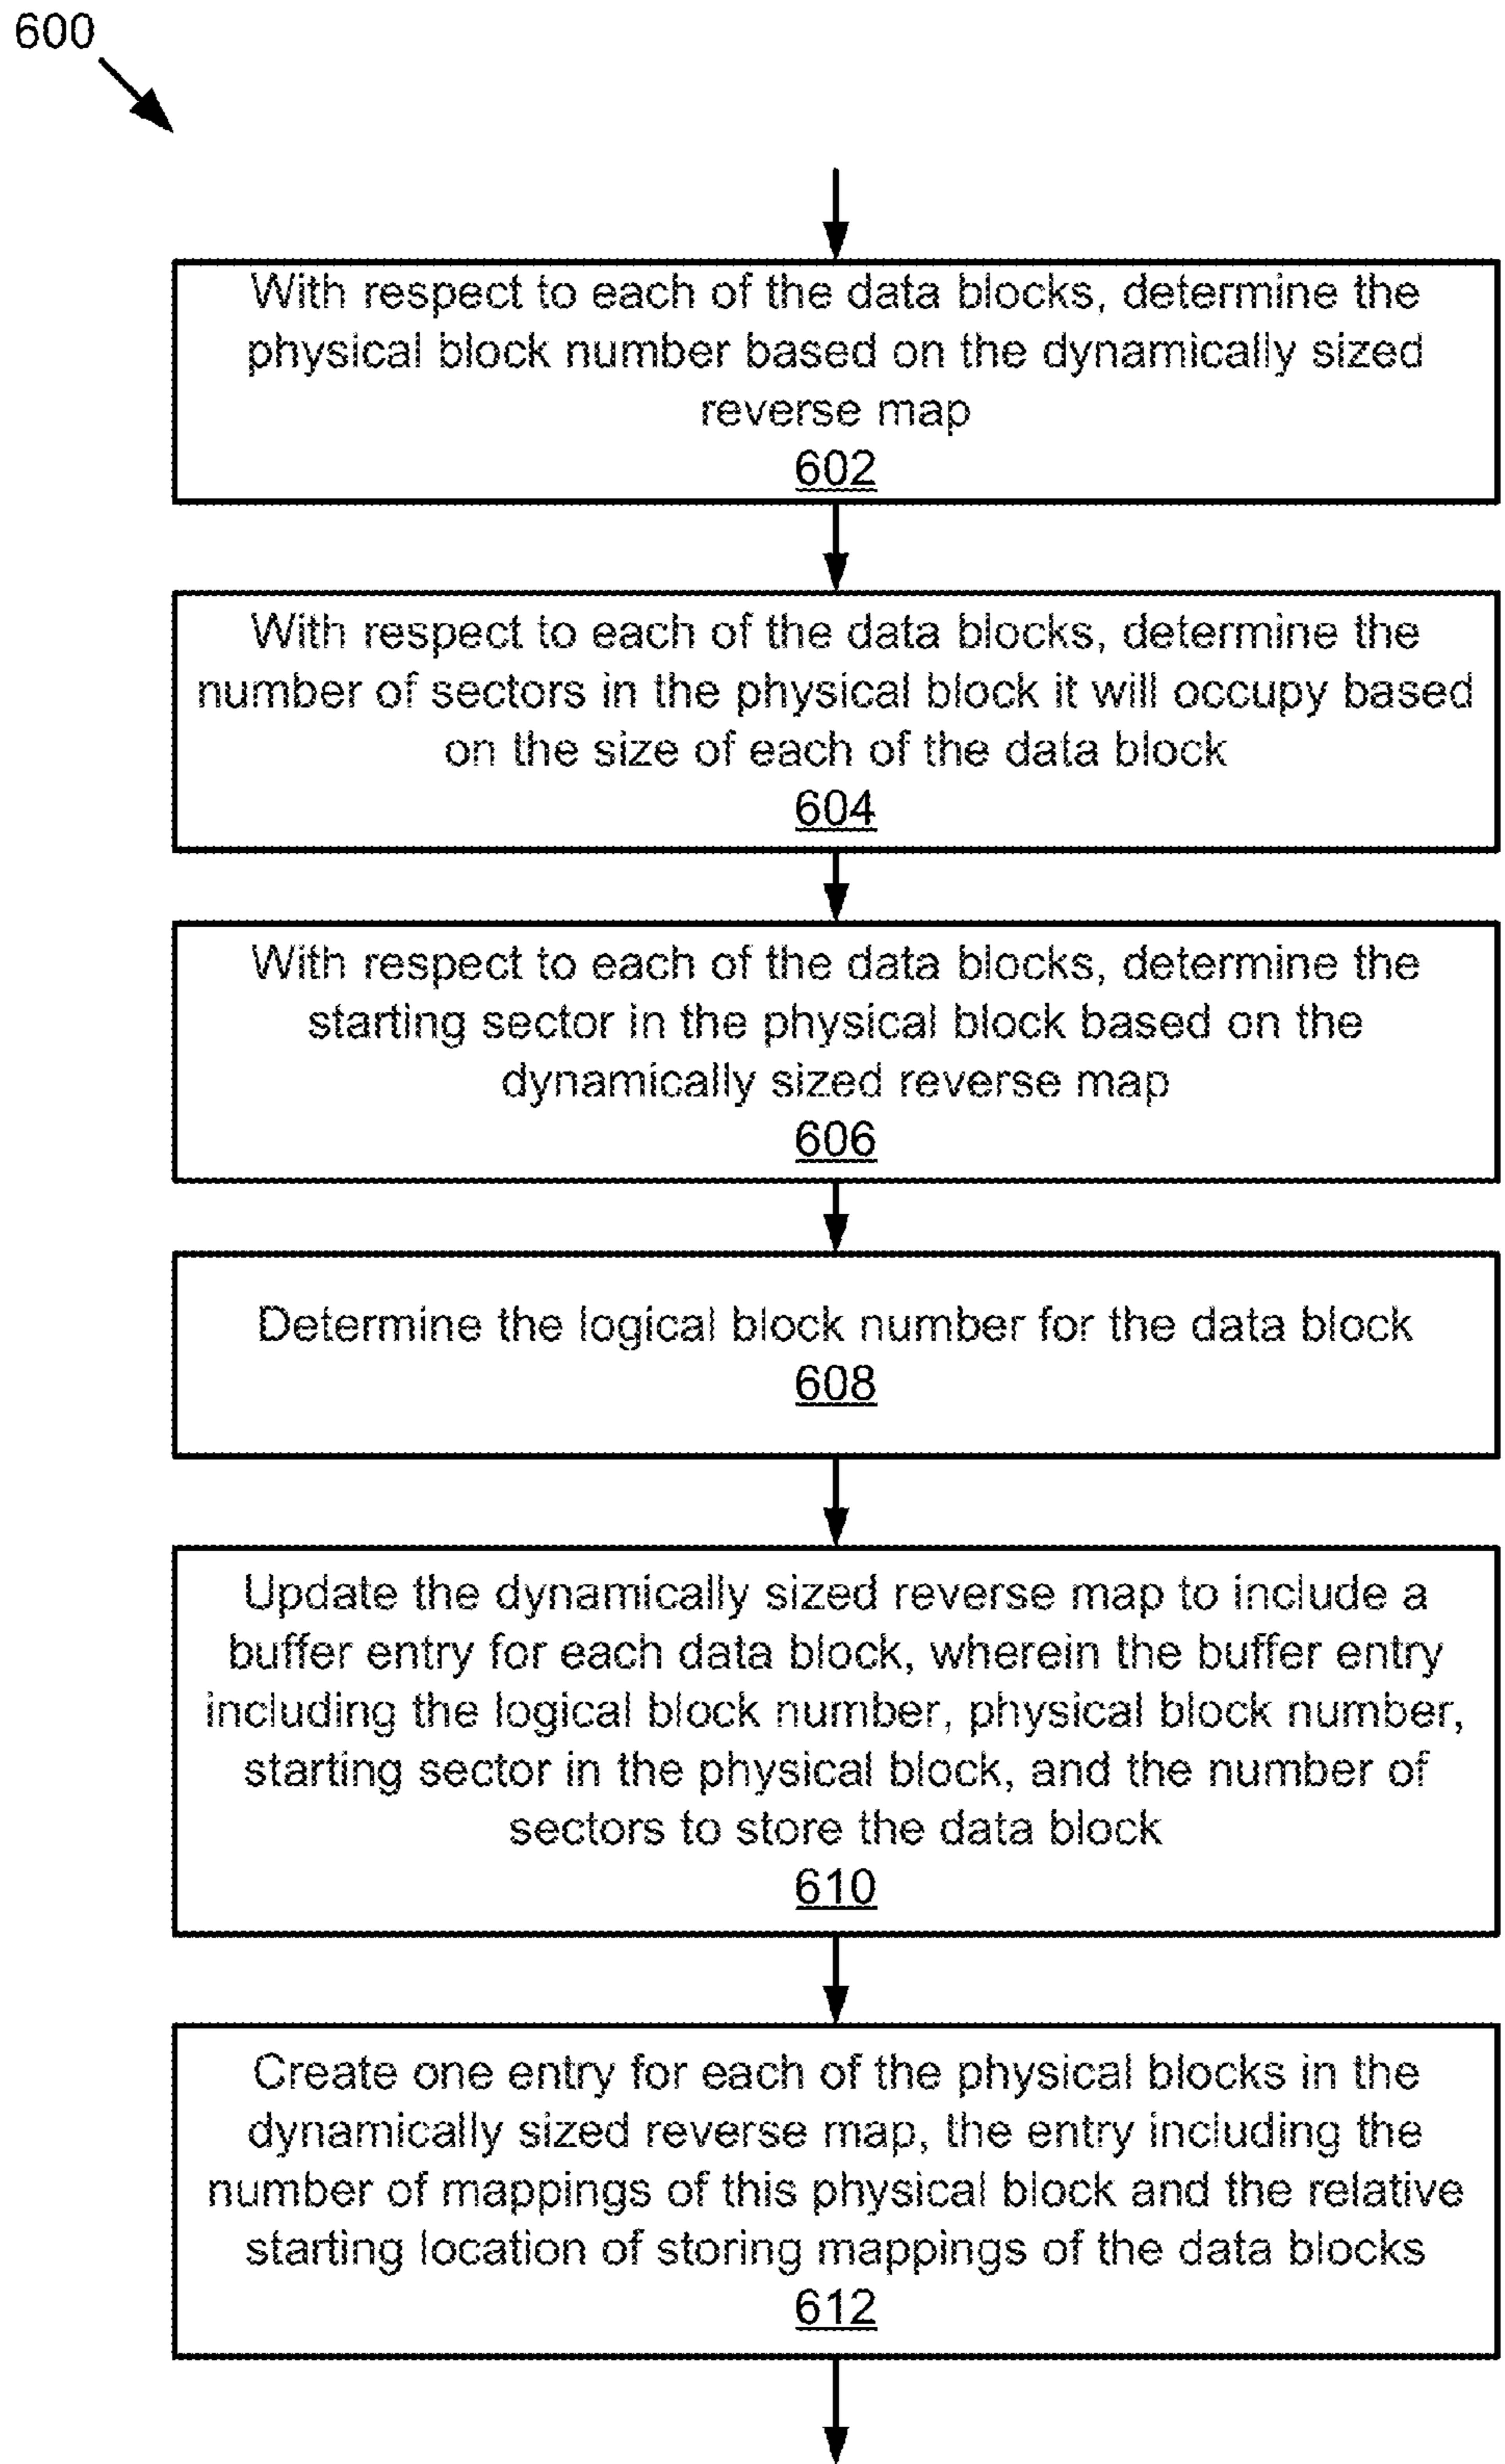 600
With respect to each of the data blocks, determine the
physical block number based on the dynamically sized
reverse map
602
With respect to each of the data blocks, determine the
number of sectors in the physical block it will occupy based
on the size of each of the data block
604
With respect to each of the data blocks, determine the
starting sector in the physical block based on the
dynamically sized reverse map
606
Determine the logical block number for the data block
608
Update the dynamically sized reverse map to include a
buffer entry for each data block, wherein the buffer entry
including the logical block number, physical block number,
starting sector in the physical block, and the number of
sectors to store the data block
610
Create one entry for each of the physical blocks in the
dynamically sized reverse map, the entry including the
number of mappings of this physical block and the relative
starting location of storing mappings of the data blocks
612